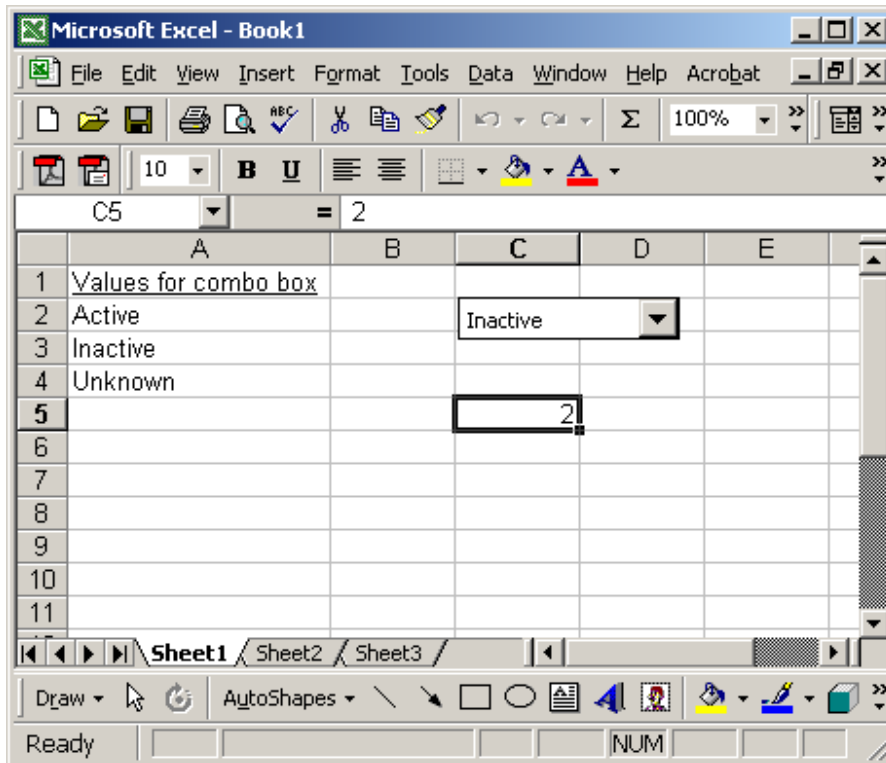 Microsoft Excel - Book1
File Edit View Insert Format Tools Data Window Help Acrobat
ABC Σ 100%
10 B U A
C5 = 2
A B C D E
1 Values for combo box
2 Active Inactive
3 Inactive
4 Unknown
5 2
6
7
8
9
10
11
Sheet1 Sheet2 Sheet3
Draw AutoShapes A
Ready NUM